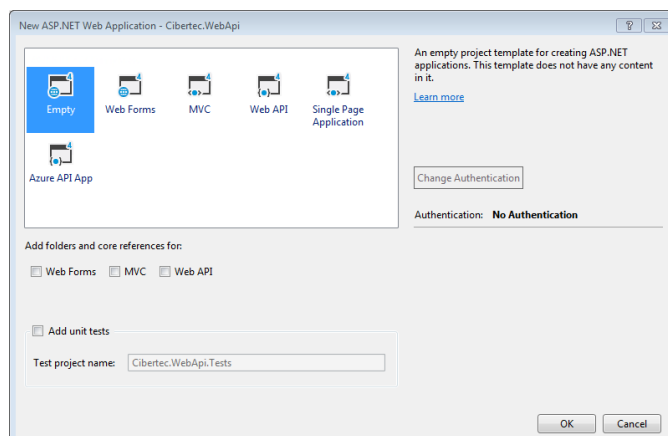 New ASP.NET Web Application - Cibertec.WebApi
An empty project template for creating ASP.NET
applications. This template does not have any content
in it.
Learn more
Empty
Web Forms
MVC
Web API
Single Page
Application
Azure API App
Change Authentication
Authentication: No Authentication
Add folders and core references for:
Web Forms MVC Web API
Add unit tests
Test project name: Cibertec.WebApi.Tests
OK Cancel